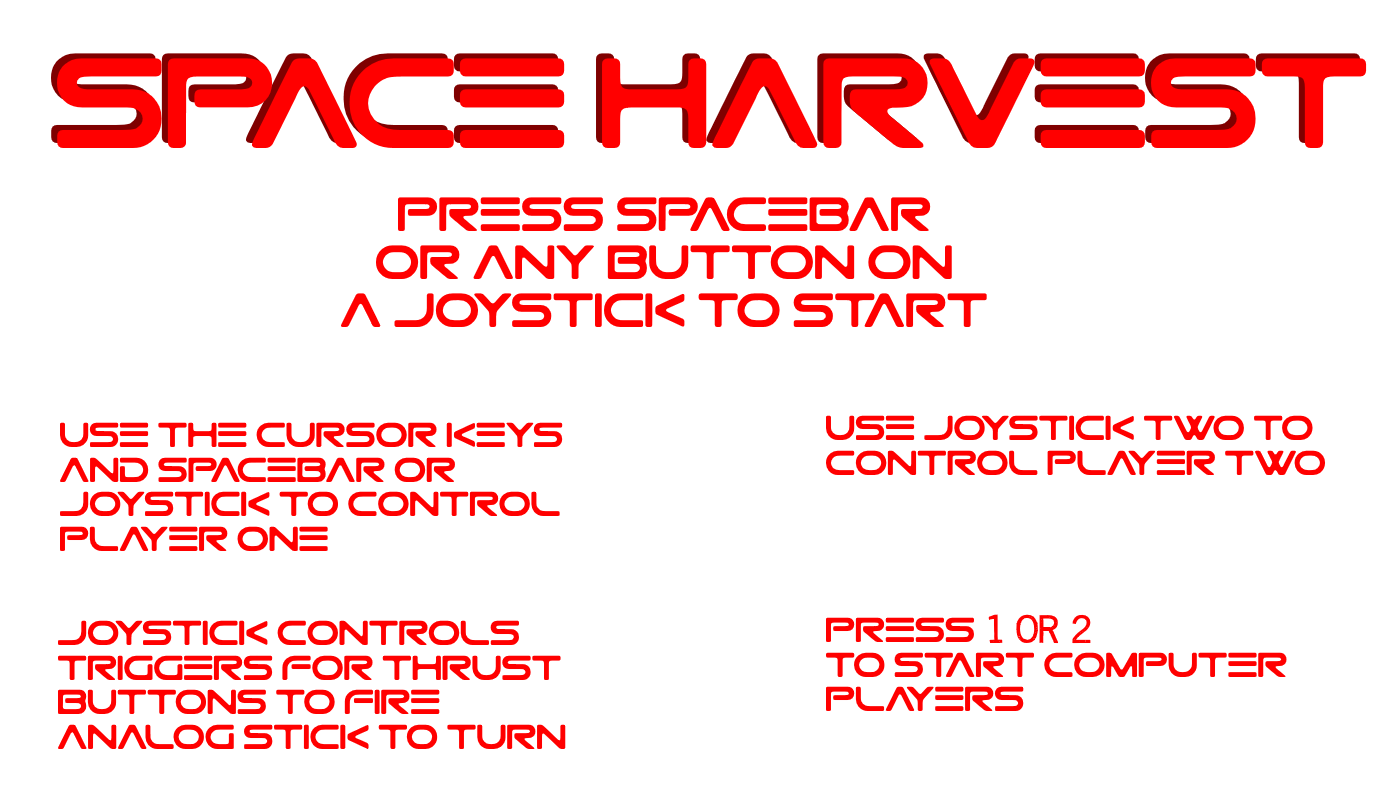 SPACE HARVEST
PRESS SPACEBAR
OR ANY BUTTON ON
A JOYSTICK TO START
USE THE CURSOR KEYS
AND SPACEBAR OR
JOYSTICK TO CONTROL
PLAYER ONE
USE JOYSTICK TWO TO
CONTROL PLAYER TWO
JOYSTICK CONTROLS
TRIGGERS FOR THRUST
BUTTONS TO FIRE
ANALOG STICK TO TURN
PRESS 1 OR 2
TO START COMPUTER
PLAYERS